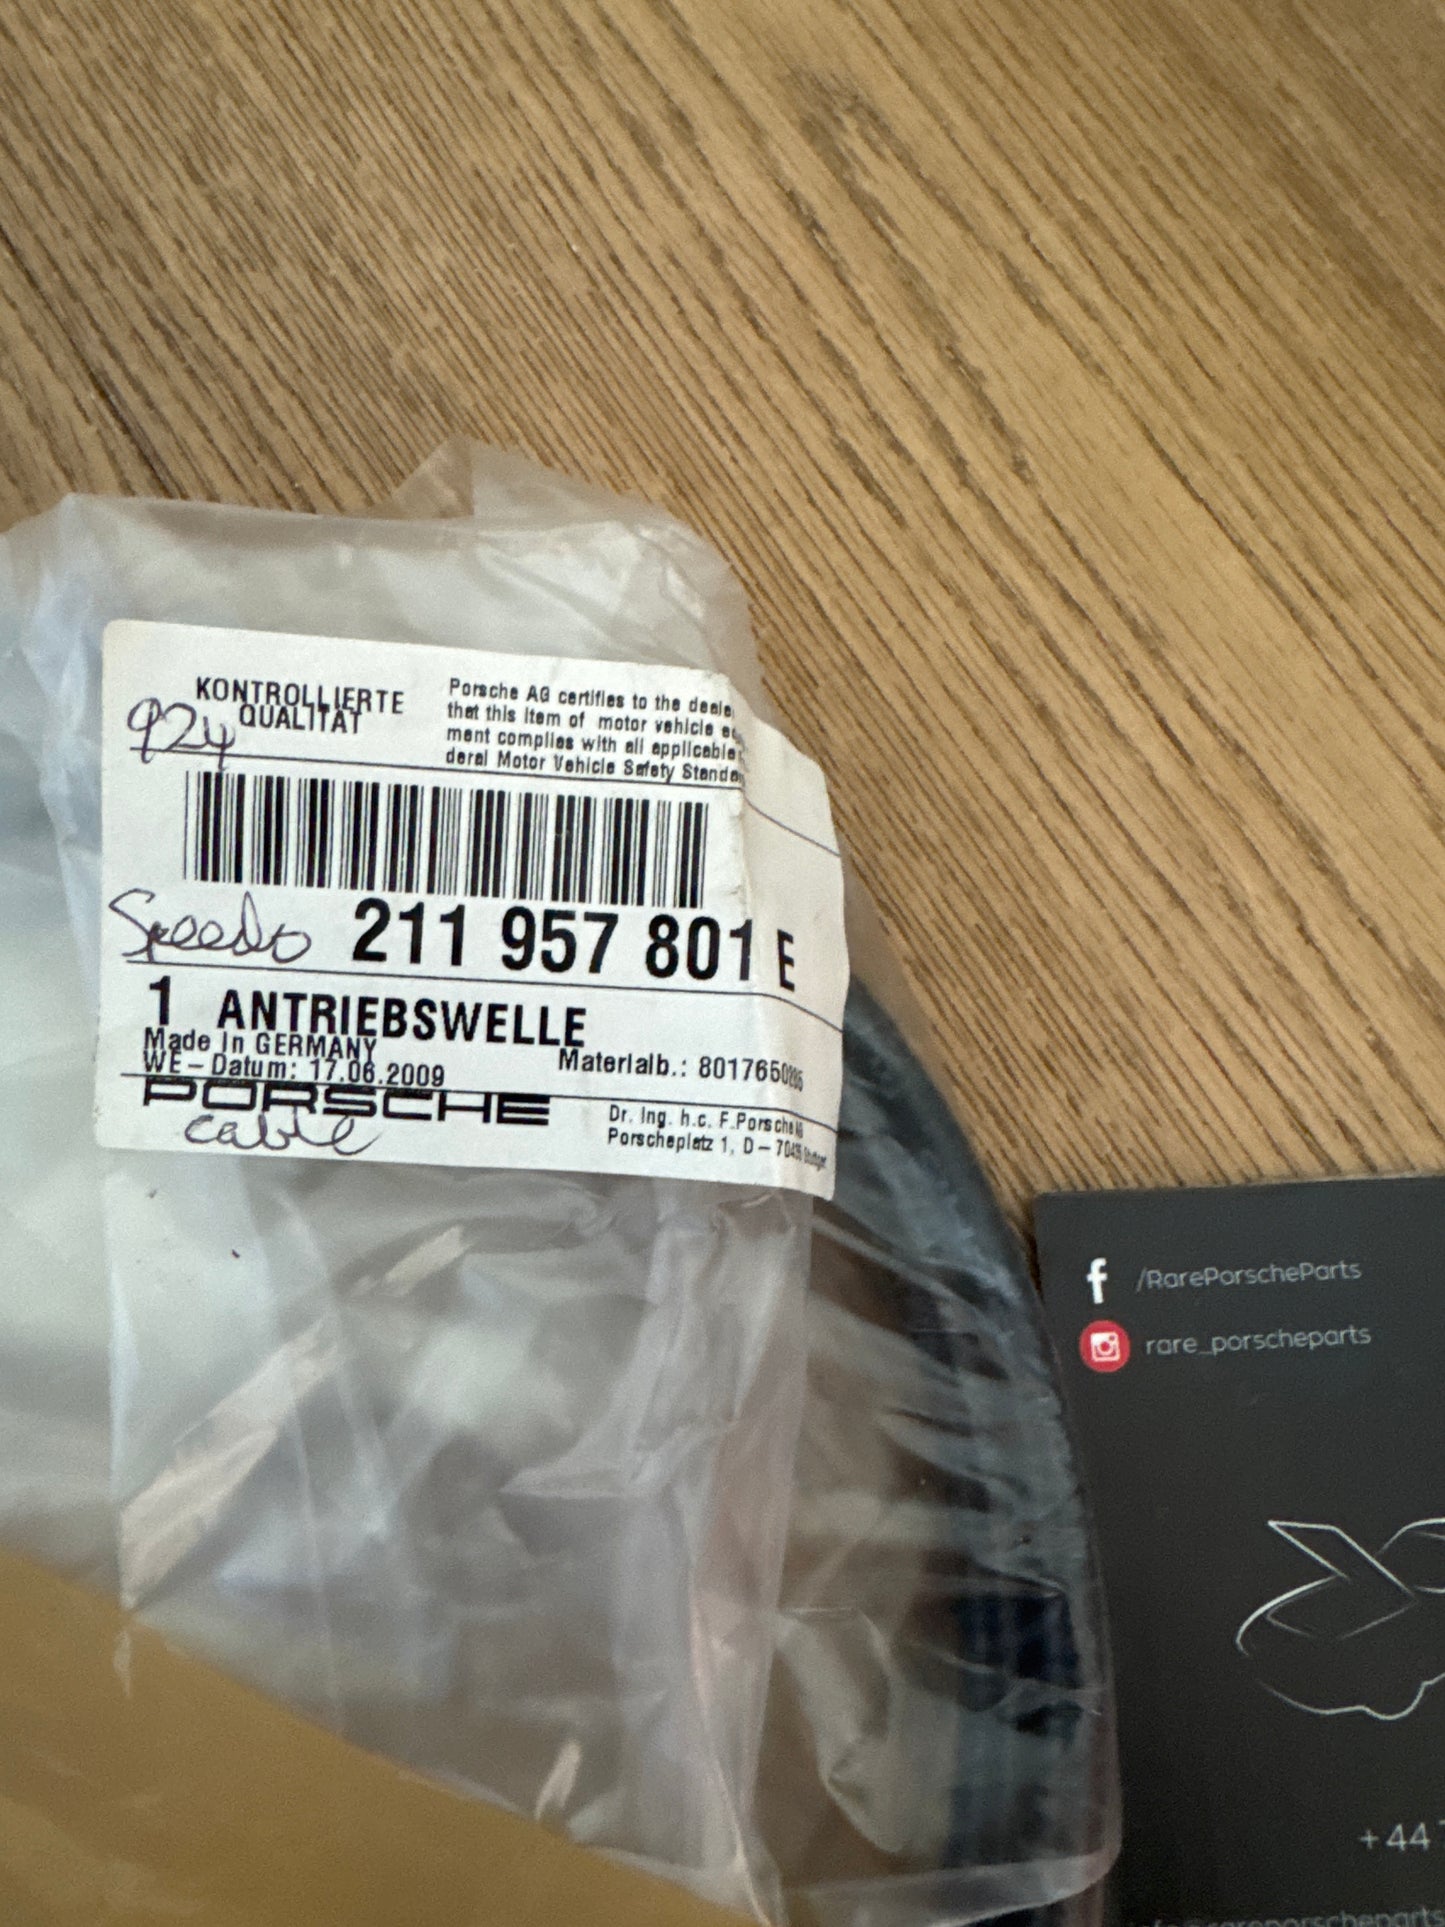 KONTROLLIERTE
QUALITÄT
924
Porsche AG certifies to the deale
that this item of motor vehicle
ment complies with all applicable
deral Motor Vehicle Safety Standa
Speedo 211 957 801 E
1 ANTRIEBSWELLE
Made in GERMANY
WE-Datum: 17.06.2009
Materialb.: 8017650
PORSCHE
cable
Dr. Ing. h.c. F.Porsche AG
Porscheplatz 1, D-70435 Stuttgart
/RarePorscheParts
rare_porscheparts
+44